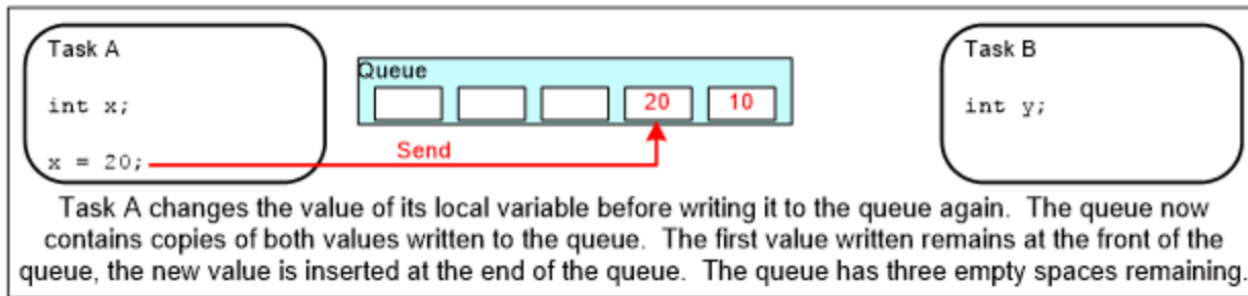 Task A
int x;
x = 20;
Queue
20 10
Send
Task B
int y;
Task A changes the value of its local variable before writing it to the queue again.  The queue now
contains copies of both values written to the queue.  The first value written remains at the front of the
queue, the new value is inserted at the end of the queue.  The queue has three empty spaces remaining.